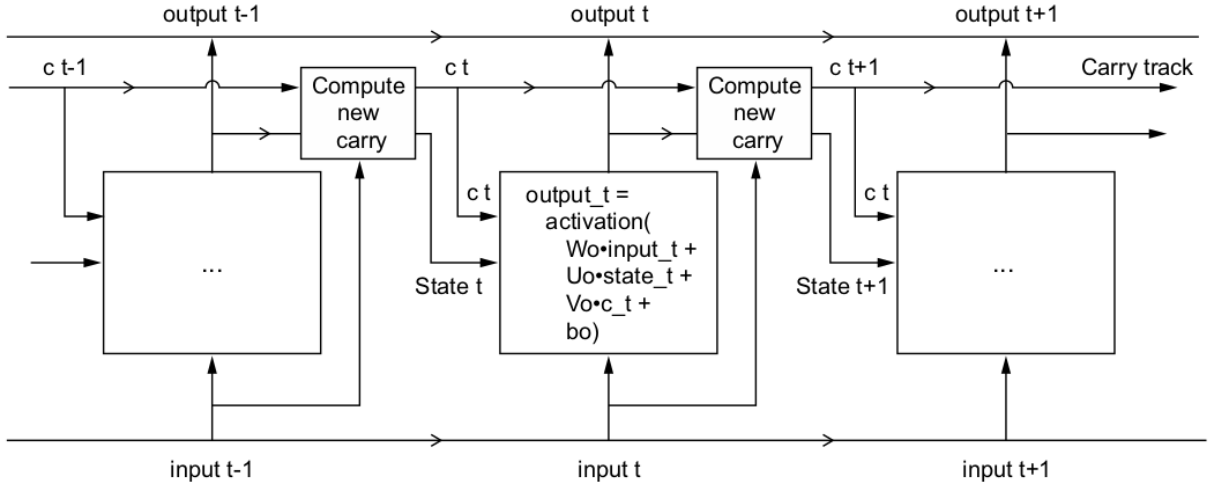 output t-1
output t
output t+1
c t-1
c t
c t+1
Carry track
Compute
new
carry
Compute
new
carry
c t
output_t =
activation(
Wo•input_t +
Uo•state_t +
Vo•c_t +
bo)
c t
...
...
State t
State t+1
input t-1
input t
input t+1